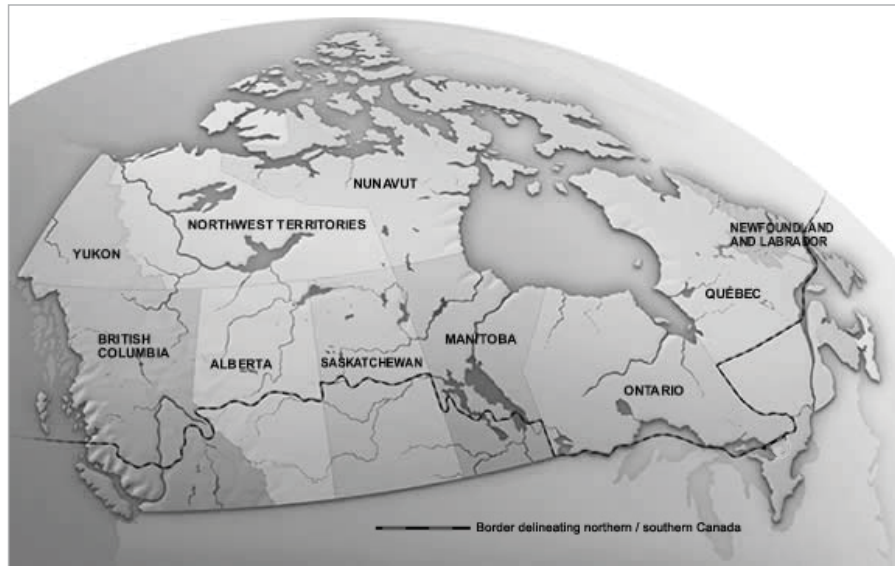 NUNAVUT
NORTHWEST TERRITORIES
YUKON
NEWFOUNDLAND
AND LABRADOR
QUÉBEC
BRITISH
COLUMBIA
ALBERTA
SASKATCHEWAN
MANITOBA
ONTARIO
Border delineating northern / southern Canada